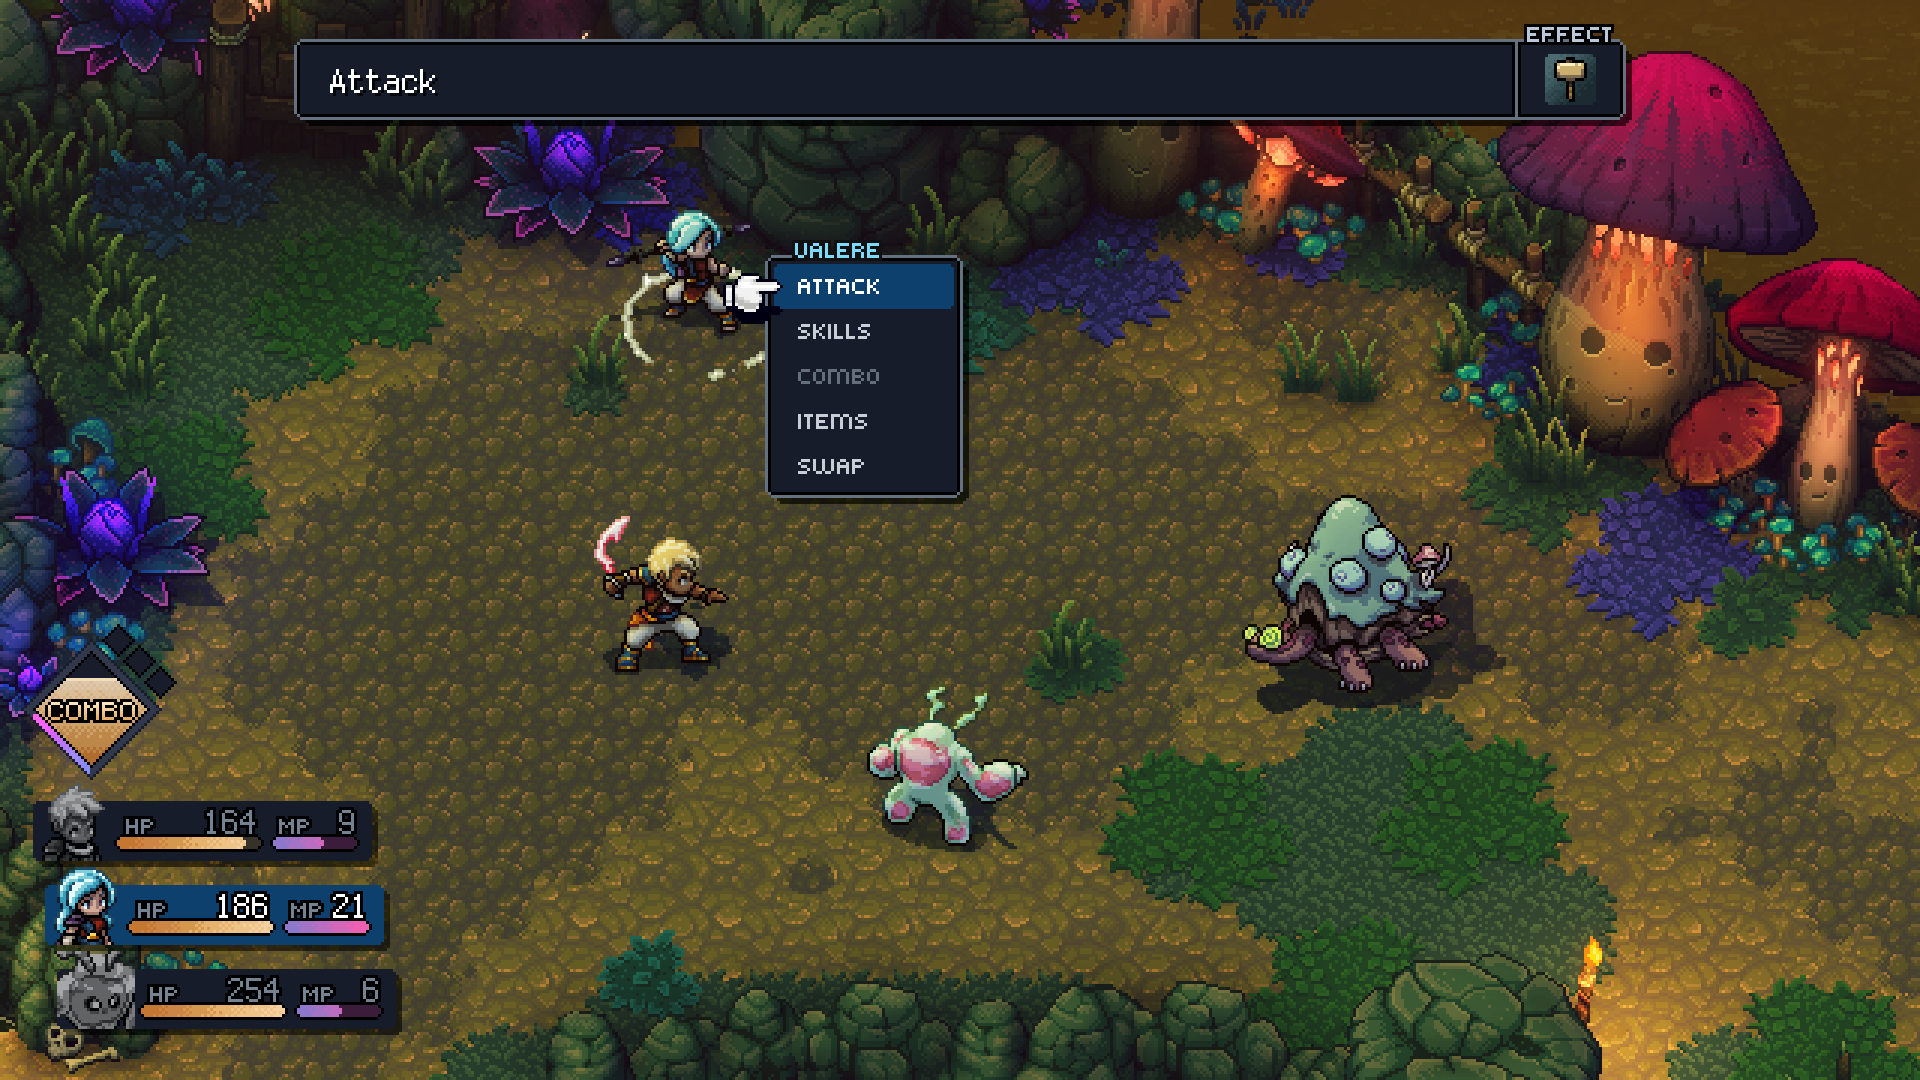 EFFECT
Attack
VALERE
ATTACK
SKILLS
COMBO
ITEMS
SWAP
COMBO
HP 164 MP 9
HP 186 MP 21
HP 254 MP 6